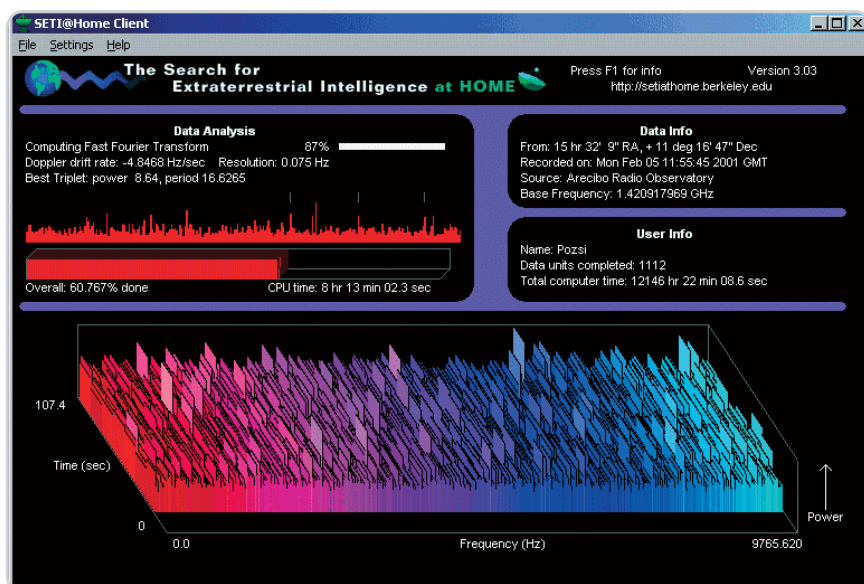 SETI@Home Client
File Settings Help
The Search for
Extraterrestrial Intelligence at HOME
Press F1 for info Version 3.03
http://setiathome.berkeley.edu
Data Analysis
Computing Fast Fourier Transform 87%
Doppler drift rate: -4.8468 Hz/sec Resolution: 0.075 Hz
Best Triplet: power 8.64, period 16.6265
Overall: 60.767% done CPU time: 8 hr 13 min 02.3 sec
Data Info
From: 15 hr 32' 9" RA, + 11 deg 16' 47" Dec
Recorded on: Mon Feb 05 11:55:45 2001 GMT
Source: Arecibo Radio Observatory
Base Frequency: 1.420917969 GHz
User Info
Name: Pozsi
Data units completed: 1112
Total computer time: 12146 hr 22 min 08.6 sec
107.4
Time (sec)
0
0.0 Frequency (Hz) 9765.620
Power